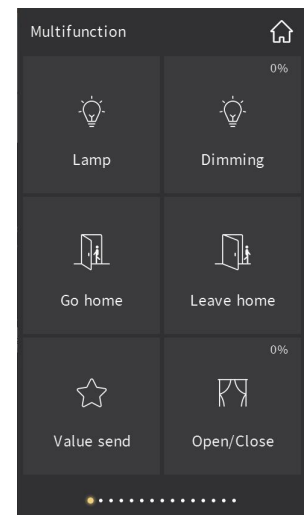 Multifunction
0%
Lamp
Dimming
Go home
Leave home
0%
Value send
Open/Close